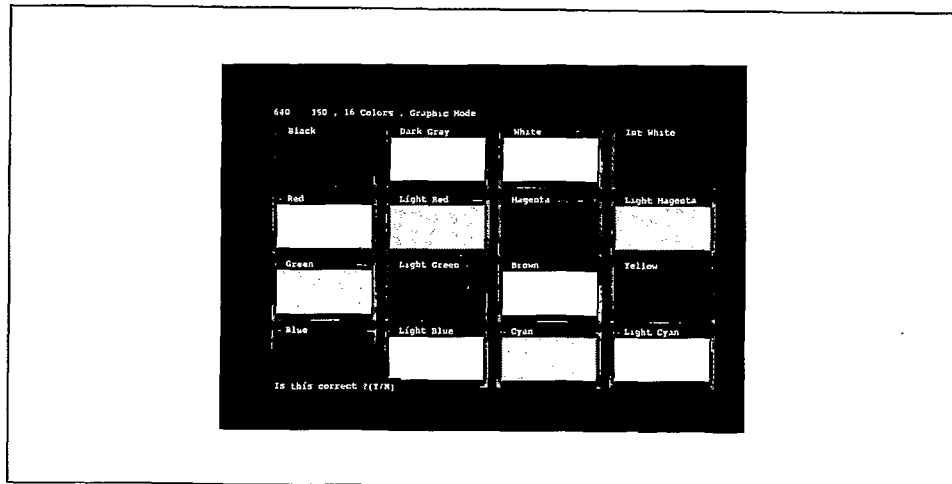 640 350 , 16 Colors , Graphic Mode
Black Dark Gray White Int White
Red Light Red Magenta Light Magenta
Green Light Green Brown Yellow
Blue Light Blue Cyan Light Cyan
Is this correct ?(Y/N)